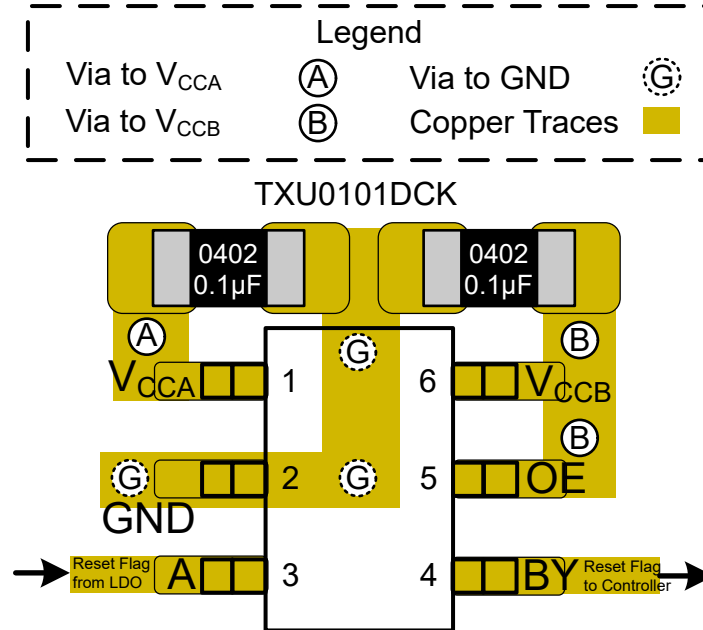 Legend
Via to VCCA A Via to GND G
Via to VCCB B Copper Traces
TXU0101DCK
0402 0402
0.1µF 0.1µF
A G B
VCCA 1 6 VCCB
B
G 2 G 5 OE
GND
Reset Flag
from LDO
A 3 4 BY
Reset Flag
to Controller